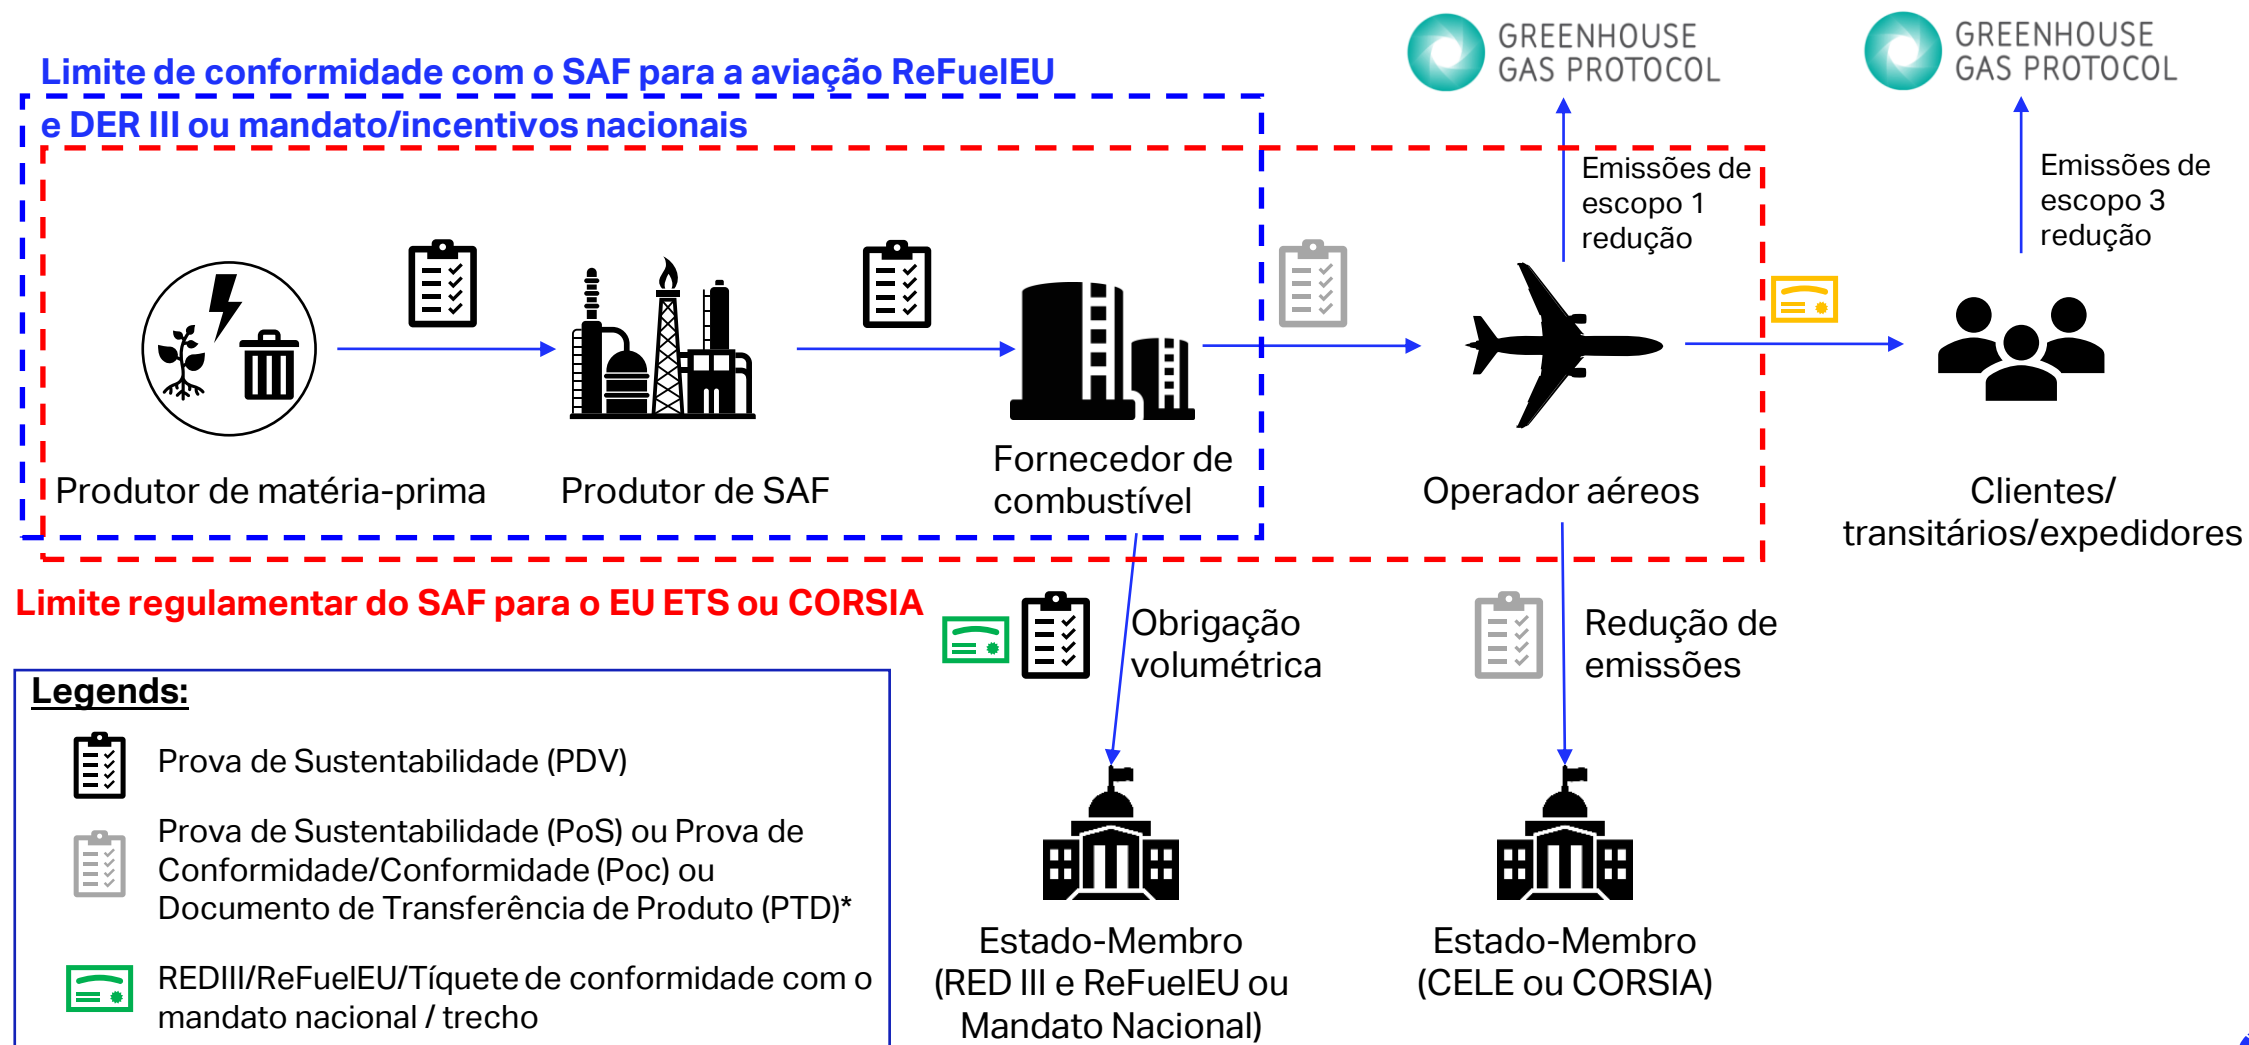 GREENHOUSE
GAS PROTOCOL
GREENHOUSE
GAS PROTOCOL
Limite de conformidade com o SAF para a aviação ReFuelEU
e DER III ou mandato/incentivos nacionais
Emissões de
escopo 1
redução
Emissões de
escopo 3
redução
Produtor de matéria-prima
Produtor de SAF
Fornecedor de
combustível
Operador aéreos
Clientes/
transitários/expedidores
Limite regulamentar do SAF para o EU ETS ou CORSIA
Obrigação
volumétrica
Redução de
emissões
Legends:
Prova de Sustentabilidade (PDV)
Prova de Sustentabilidade (PoS) ou Prova de
Conformidade/Conformidade (Poc) ou
Documento de Transferência de Produto (PTD)*
REDIII/ReFuelEU/Tíquete de conformidade com o
mandato nacional / trecho
Estado-Membro
(RED III e ReFuelEU ou
Mandato Nacional)
Estado-Membro
(CELE ou CORSIA)